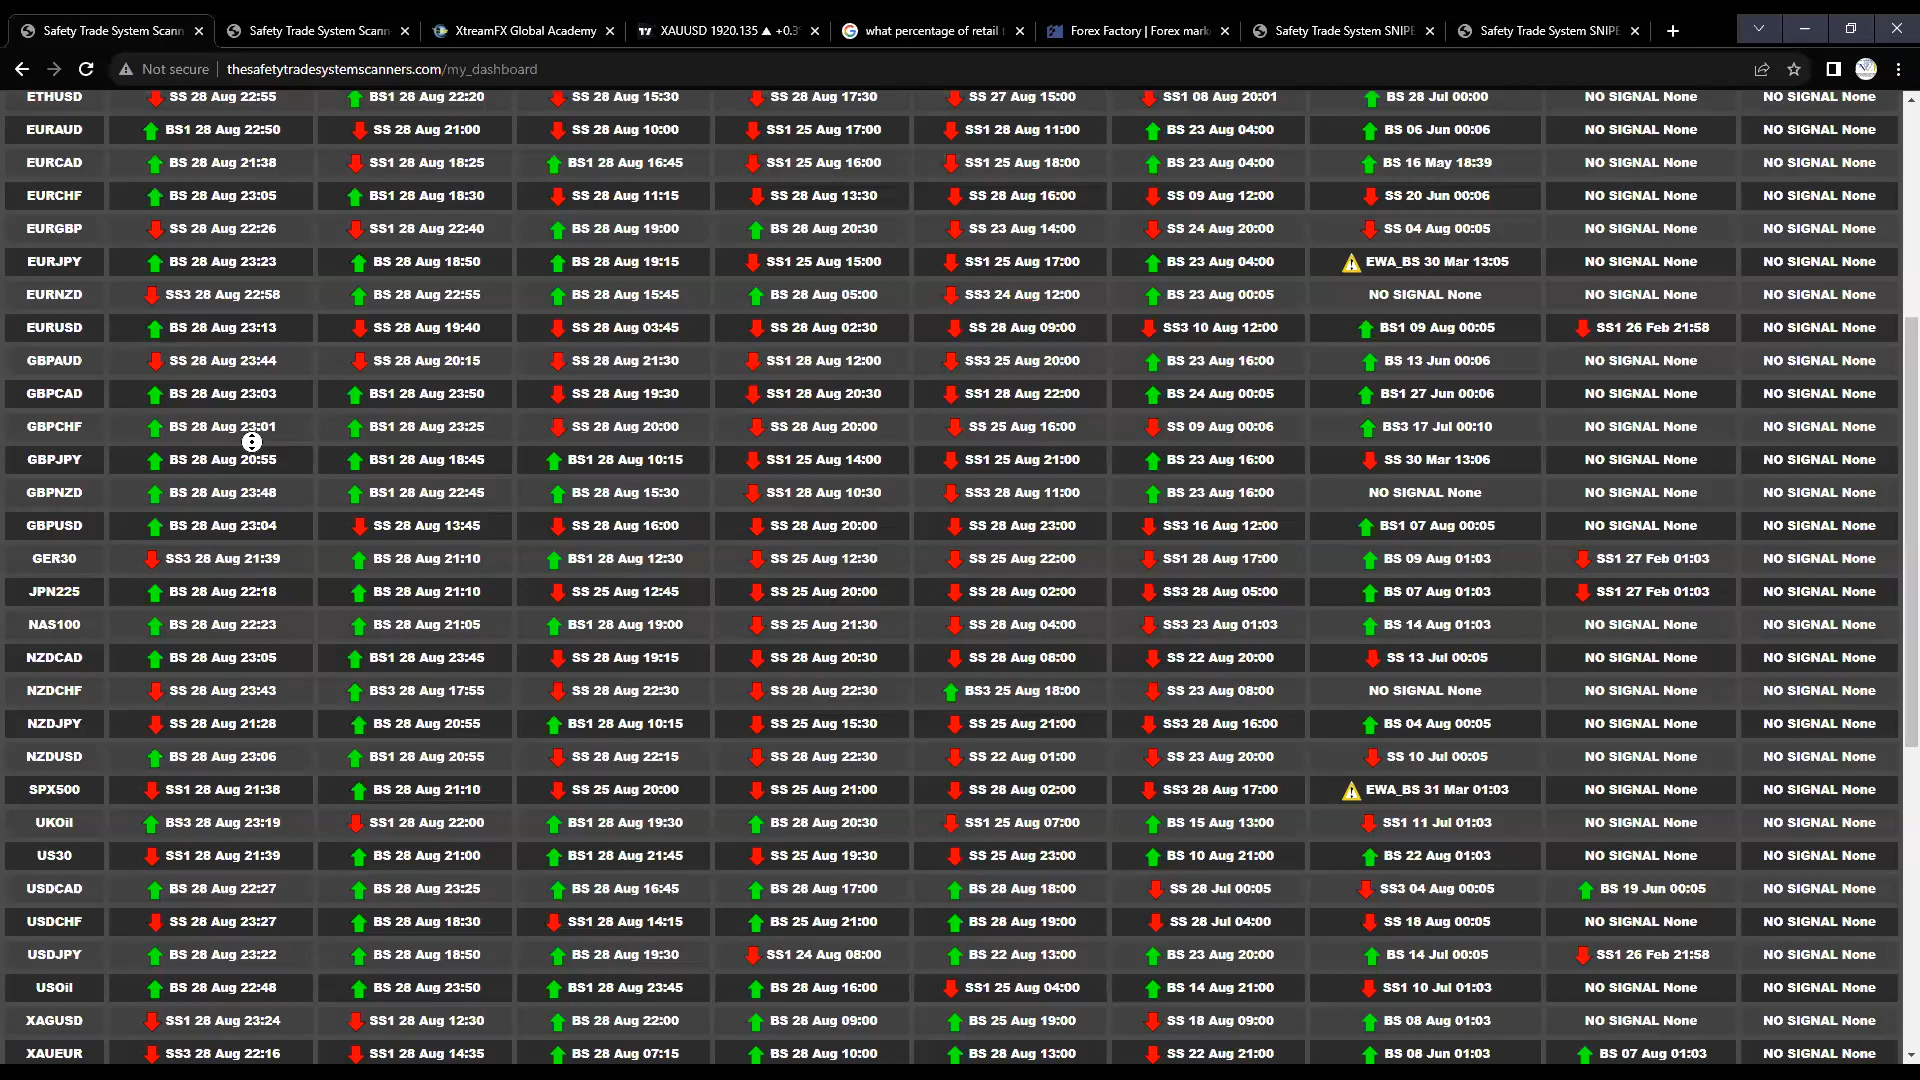 Safety Trade System Scann
Safety Trade System Scann
XtreamFX Global Academy
XAUUSD 1920.135 ▲ +0.3
what percentage of retail t
Forex Factory | Forex mark
Safety Trade System SNIPE
Safety Trade System SNIPE
Not secure thesafetytradesystemscanners.com/my_dashboard
ETHUSD SS 28 Aug 22:55 BS1 28 Aug 22:20 SS 28 Aug 15:30 SS 28 Aug 17:30 SS 27 Aug 15:00 SS1 08 Aug 20:01 BS 28 Jul 00:00 NO SIGNAL None NO SIGNAL None
EURAUD BS1 28 Aug 22:50 SS 28 Aug 21:00 SS 28 Aug 10:00 SS1 25 Aug 17:00 SS1 28 Aug 11:00 BS 23 Aug 04:00 BS 06 Jun 00:06 NO SIGNAL None NO SIGNAL None
EURCAD BS 28 Aug 21:38 SS1 28 Aug 18:25 BS1 28 Aug 16:45 SS1 25 Aug 16:00 SS1 25 Aug 18:00 BS 23 Aug 04:00 BS 16 May 18:39 NO SIGNAL None NO SIGNAL None
EURCHF BS 28 Aug 23:05 BS1 28 Aug 18:30 SS 28 Aug 11:15 SS 28 Aug 13:30 SS 28 Aug 16:00 SS 09 Aug 12:00 SS 20 Jun 00:06 NO SIGNAL None NO SIGNAL None
EURGBP SS 28 Aug 22:26 SS1 28 Aug 22:40 BS 28 Aug 19:00 BS 28 Aug 20:30 SS 23 Aug 14:00 SS 24 Aug 20:00 SS 04 Aug 00:05 NO SIGNAL None NO SIGNAL None
EURJPY BS 28 Aug 23:23 BS 28 Aug 18:50 BS 28 Aug 19:15 SS1 25 Aug 15:00 SS1 25 Aug 17:00 BS 23 Aug 04:00 EWA_BS 30 Mar 13:05 NO SIGNAL None NO SIGNAL None
EURNZD SS3 28 Aug 22:58 BS 28 Aug 22:55 BS 28 Aug 15:45 BS 28 Aug 05:00 SS3 24 Aug 12:00 BS 23 Aug 00:05 NO SIGNAL None NO SIGNAL None NO SIGNAL None
EURUSD BS 28 Aug 23:13 SS 28 Aug 19:40 SS 28 Aug 03:45 SS 28 Aug 02:30 SS 28 Aug 09:00 SS3 10 Aug 12:00 BS1 09 Aug 00:05 SS1 26 Feb 21:58 NO SIGNAL None
GBPAUD SS 28 Aug 23:44 SS 28 Aug 20:15 SS 28 Aug 21:30 SS1 28 Aug 12:00 SS3 25 Aug 20:00 BS 23 Aug 16:00 BS 13 Jun 00:06 NO SIGNAL None NO SIGNAL None
GBPCAD BS 28 Aug 23:03 BS1 28 Aug 23:50 SS 28 Aug 19:30 SS1 28 Aug 20:30 SS1 28 Aug 22:00 BS 24 Aug 00:05 BS1 27 Jun 00:06 NO SIGNAL None NO SIGNAL None
GBPCHF BS 28 Aug 23:01 BS1 28 Aug 23:25 SS 28 Aug 20:00 SS 28 Aug 20:00 SS 25 Aug 16:00 SS 09 Aug 00:06 BS3 17 Jul 00:10 NO SIGNAL None NO SIGNAL None
GBPJPY BS 28 Aug 20:55 BS1 28 Aug 18:45 BS1 28 Aug 10:15 SS1 25 Aug 14:00 SS1 25 Aug 21:00 BS 23 Aug 16:00 SS 30 Mar 13:06 NO SIGNAL None NO SIGNAL None
GBPNZD BS 28 Aug 23:48 BS1 28 Aug 22:45 BS 28 Aug 15:30 SS1 28 Aug 10:30 SS3 28 Aug 11:00 BS 23 Aug 16:00 NO SIGNAL None NO SIGNAL None NO SIGNAL None
GBPUSD BS 28 Aug 23:04 SS 28 Aug 13:45 SS 28 Aug 16:00 SS 28 Aug 20:00 SS 28 Aug 23:00 SS3 16 Aug 12:00 BS1 07 Aug 00:05 NO SIGNAL None NO SIGNAL None
GER30 SS3 28 Aug 21:39 BS 28 Aug 21:10 BS1 28 Aug 12:30 SS 25 Aug 12:30 SS 25 Aug 22:00 SS1 28 Aug 17:00 BS 09 Aug 01:03 SS1 27 Feb 01:03 NO SIGNAL None
JPN225 BS 28 Aug 22:18 BS 28 Aug 21:10 SS 25 Aug 12:45 SS 25 Aug 20:00 SS 28 Aug 02:00 SS3 28 Aug 05:00 BS 07 Aug 01:03 SS1 27 Feb 01:03 NO SIGNAL None
NAS100 BS 28 Aug 22:23 BS 28 Aug 21:05 BS1 28 Aug 19:00 SS 25 Aug 21:30 SS 28 Aug 04:00 SS3 23 Aug 01:03 BS 14 Aug 01:03 NO SIGNAL None NO SIGNAL None
NZDCAD BS 28 Aug 23:05 BS1 28 Aug 23:45 SS 28 Aug 19:15 SS 28 Aug 20:30 SS 28 Aug 08:00 SS 22 Aug 20:00 SS 13 Jul 00:05 NO SIGNAL None NO SIGNAL None
NZDCHF SS 28 Aug 23:43 BS3 28 Aug 17:55 SS 28 Aug 22:30 SS 28 Aug 22:30 BS3 25 Aug 18:00 SS 23 Aug 08:00 NO SIGNAL None NO SIGNAL None NO SIGNAL None
NZDJPY SS 28 Aug 21:28 BS 28 Aug 20:55 BS1 28 Aug 10:15 SS 25 Aug 15:30 SS 25 Aug 21:00 SS3 28 Aug 16:00 BS 04 Aug 00:05 NO SIGNAL None NO SIGNAL None
NZDUSD BS 28 Aug 23:06 BS1 28 Aug 20:55 SS 28 Aug 22:15 SS 28 Aug 22:30 SS 22 Aug 01:00 SS 23 Aug 20:00 SS 10 Jul 00:05 NO SIGNAL None NO SIGNAL None
SPX500 SS1 28 Aug 21:38 BS 28 Aug 21:10 SS 25 Aug 20:00 SS 25 Aug 21:00 SS 28 Aug 02:00 SS3 28 Aug 17:00 EWA_BS 31 Mar 01:03 NO SIGNAL None NO SIGNAL None
UKOil BS3 28 Aug 23:19 SS1 28 Aug 22:00 BS1 28 Aug 19:30 BS 28 Aug 20:30 SS1 25 Aug 07:00 BS 15 Aug 13:00 SS1 11 Jul 01:03 NO SIGNAL None NO SIGNAL None
US30 SS1 28 Aug 21:39 BS 28 Aug 21:00 BS1 28 Aug 21:45 SS 25 Aug 19:30 SS 25 Aug 23:00 BS 10 Aug 21:00 BS 22 Aug 01:03 NO SIGNAL None NO SIGNAL None
USDCAD BS 28 Aug 22:27 BS 28 Aug 23:25 BS 28 Aug 16:45 BS 28 Aug 17:00 BS 28 Aug 18:00 SS 28 Jul 00:05 SS3 04 Aug 00:05 BS 19 Jun 00:05 NO SIGNAL None
USDCHF SS 28 Aug 23:27 BS 28 Aug 18:30 SS1 28 Aug 14:15 BS 25 Aug 21:00 BS 28 Aug 19:00 SS 28 Jul 04:00 SS 18 Aug 00:05 NO SIGNAL None NO SIGNAL None
USDJPY BS 28 Aug 23:22 BS 28 Aug 18:50 BS 28 Aug 19:30 SS1 24 Aug 08:00 BS 22 Aug 13:00 BS 23 Aug 20:00 BS 14 Jul 00:05 SS1 26 Feb 21:58 NO SIGNAL None
USOil BS 28 Aug 22:48 BS 28 Aug 23:50 BS1 28 Aug 23:45 BS 28 Aug 16:00 SS1 25 Aug 04:00 BS 14 Aug 21:00 SS1 10 Jul 01:03 NO SIGNAL None NO SIGNAL None
XAGUSD SS1 28 Aug 23:24 SS1 28 Aug 12:30 BS 28 Aug 22:00 BS 28 Aug 09:00 BS 25 Aug 19:00 SS 18 Aug 09:00 BS 08 Aug 01:03 NO SIGNAL None NO SIGNAL None
XAUEUR SS3 28 Aug 22:16 SS1 28 Aug 14:35 BS 28 Aug 07:15 BS 28 Aug 10:00 BS 28 Aug 13:00 SS 22 Aug 21:00 BS 08 Jun 01:03 BS 07 Aug 01:03 NO SIGNAL None